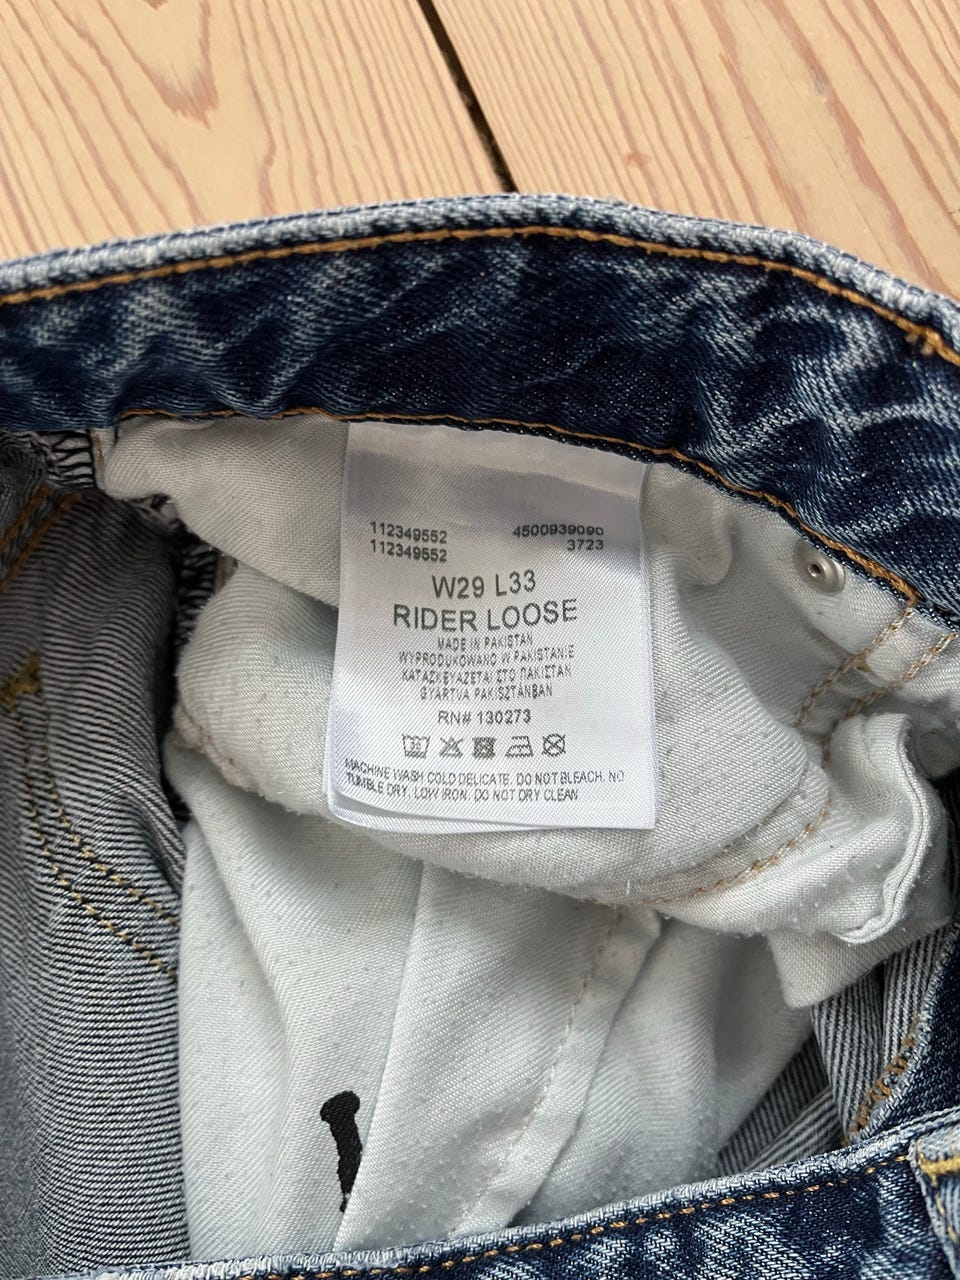 112349552 4500939090
112349552 3723
W29 L33
RIDER LOOSE
MADE IN PAKISTAN
WYPRODUKOWANO W PAKISTANIE
ΚΑΤΑΣΚΕΥΑΖΕΤΑΙ ΣΤΟ ΠΑΚΙΣΤΑΝ
GYÁRTVA PAKISZTÁNBAN
RN# 130273
30
MACHINE WASH COLD DELICATE. DO NOT BLEACH. NO
TUMBLE DRY. LOW IRON. DO NOT DRY CLEAN